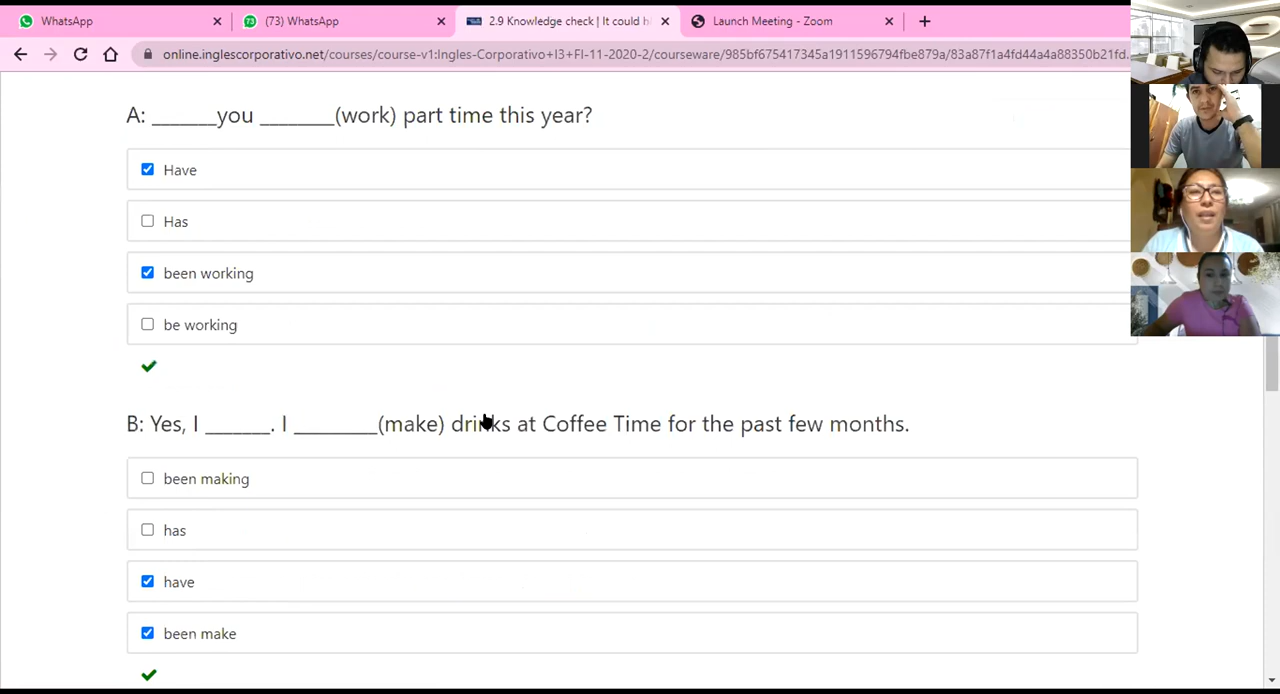 WhatsApp
(73) WhatsApp
2.9 Knowledge check | It could h
Launch Meeting - Zoom
online.inglescorporativo.net/courses/course-v1:Ingles-Corporativo+I3+FI-11-2020-2/courseware/985bf675417345a1911596794fbe879a/83a87f1a4fd44a4a88350b21fd.
A: _______you ________(work) part time this year?
Have
Has
been working
be working
B: Yes, I _______. I _________(make) drinks at Coffee Time for the past few months.
been making
has
have
been make